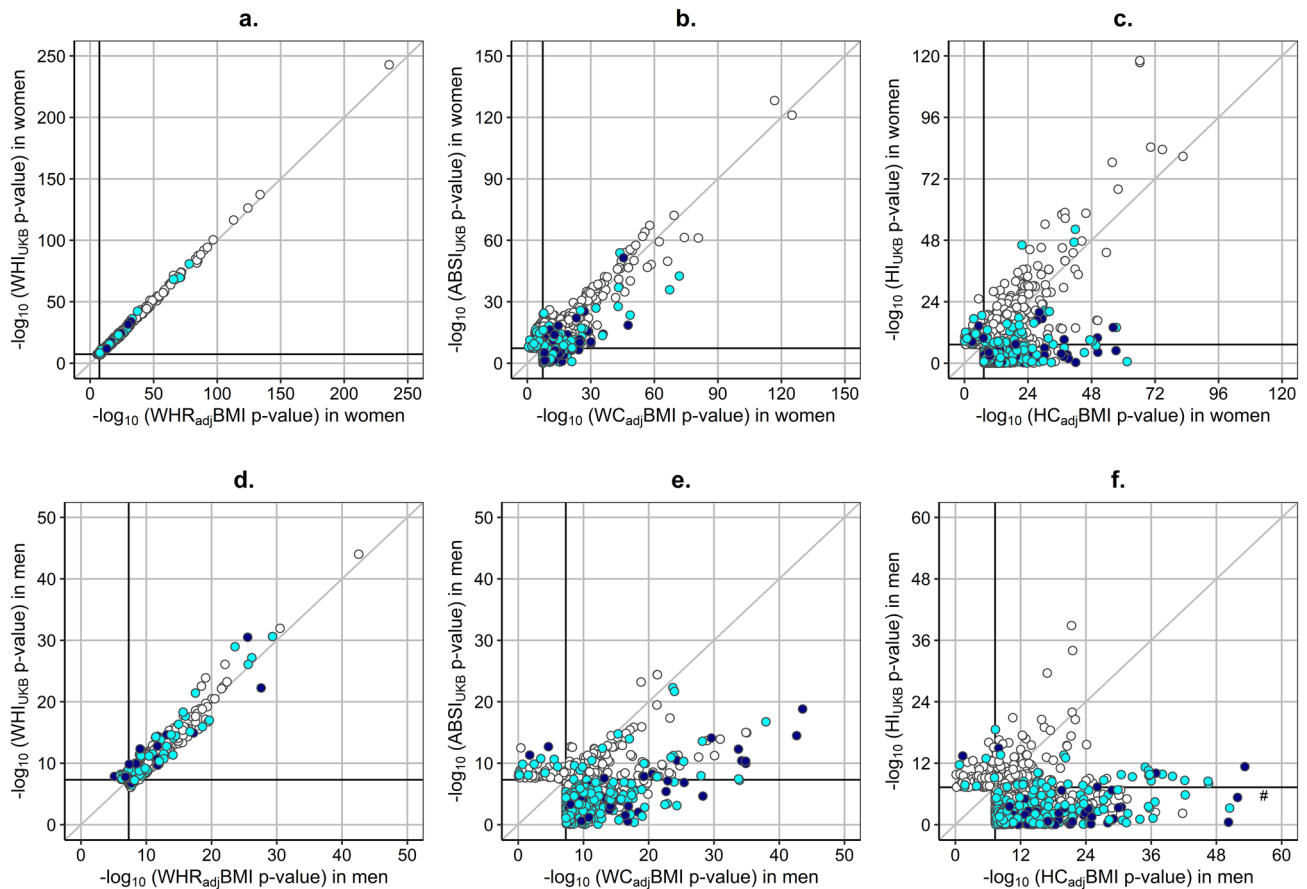 a.
-log10 (WHIUKB p-value) in women
250
200
150
100
50
0
0 50 100 150 200 250
-log10 (WHRadjBMI p-value) in women
b.
-log10 (ABSIUKB p-value) in women
150
120
90
60
30
0
0 30 60 90 120 150
-log10 (WCadjBMI p-value) in women
c.
-log10 (HIUKB p-value) in women
120
96
72
48
24
0
0 24 48 72 96 120
-log10 (HCadjBMI p-value) in women
d.
-log10 (WHIUKB p-value) in men
50
40
30
20
10
0
0 10 20 30 40 50
-log10 (WHRadjBMI p-value) in men
e.
-log10 (ABSIUKB p-value) in men
50
40
30
20
10
0
0 10 20 30 40 50
-log10 (WCadjBMI p-value) in men
f.
-log10 (HIUKB p-value) in men
60
48
36
24
12
0
#
0 12 24 36 48 60
-log10 (HCadjBMI p-value) in men